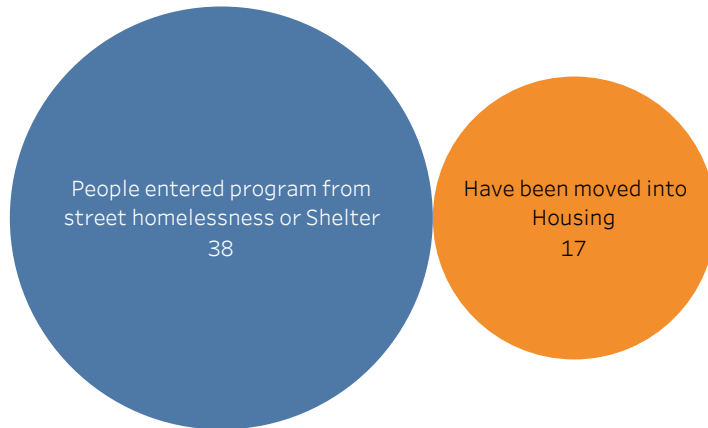 People entered program from
street homelessness or Shelter
38
Have been moved into
Housing
17